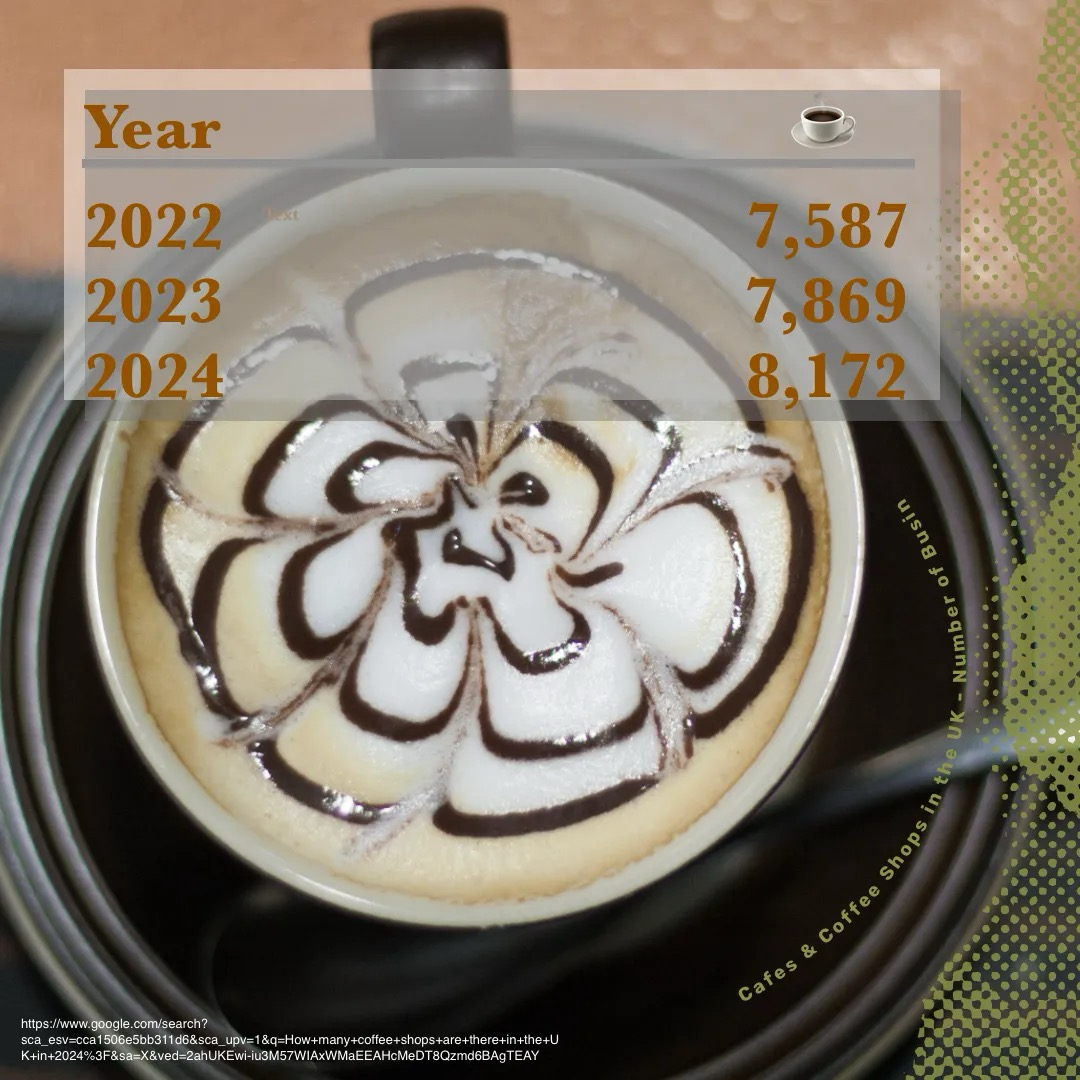 Year
2022 Text 7,587
2023 7,869
2024 8,172
Cafes & Coffee Shops in the UK - Number of Busin
https://www.google.com/search?
sca_esv=cca1506e5bb311d6&sca_upv=1&q=How+many+coffee+shops+are+there+in+the+U
K+in+2024%3F&sa=X&ved=2ahUKEwi-iu3M57WIAxWMaEEAHcMeDT8Qzmd6BAgTEAY